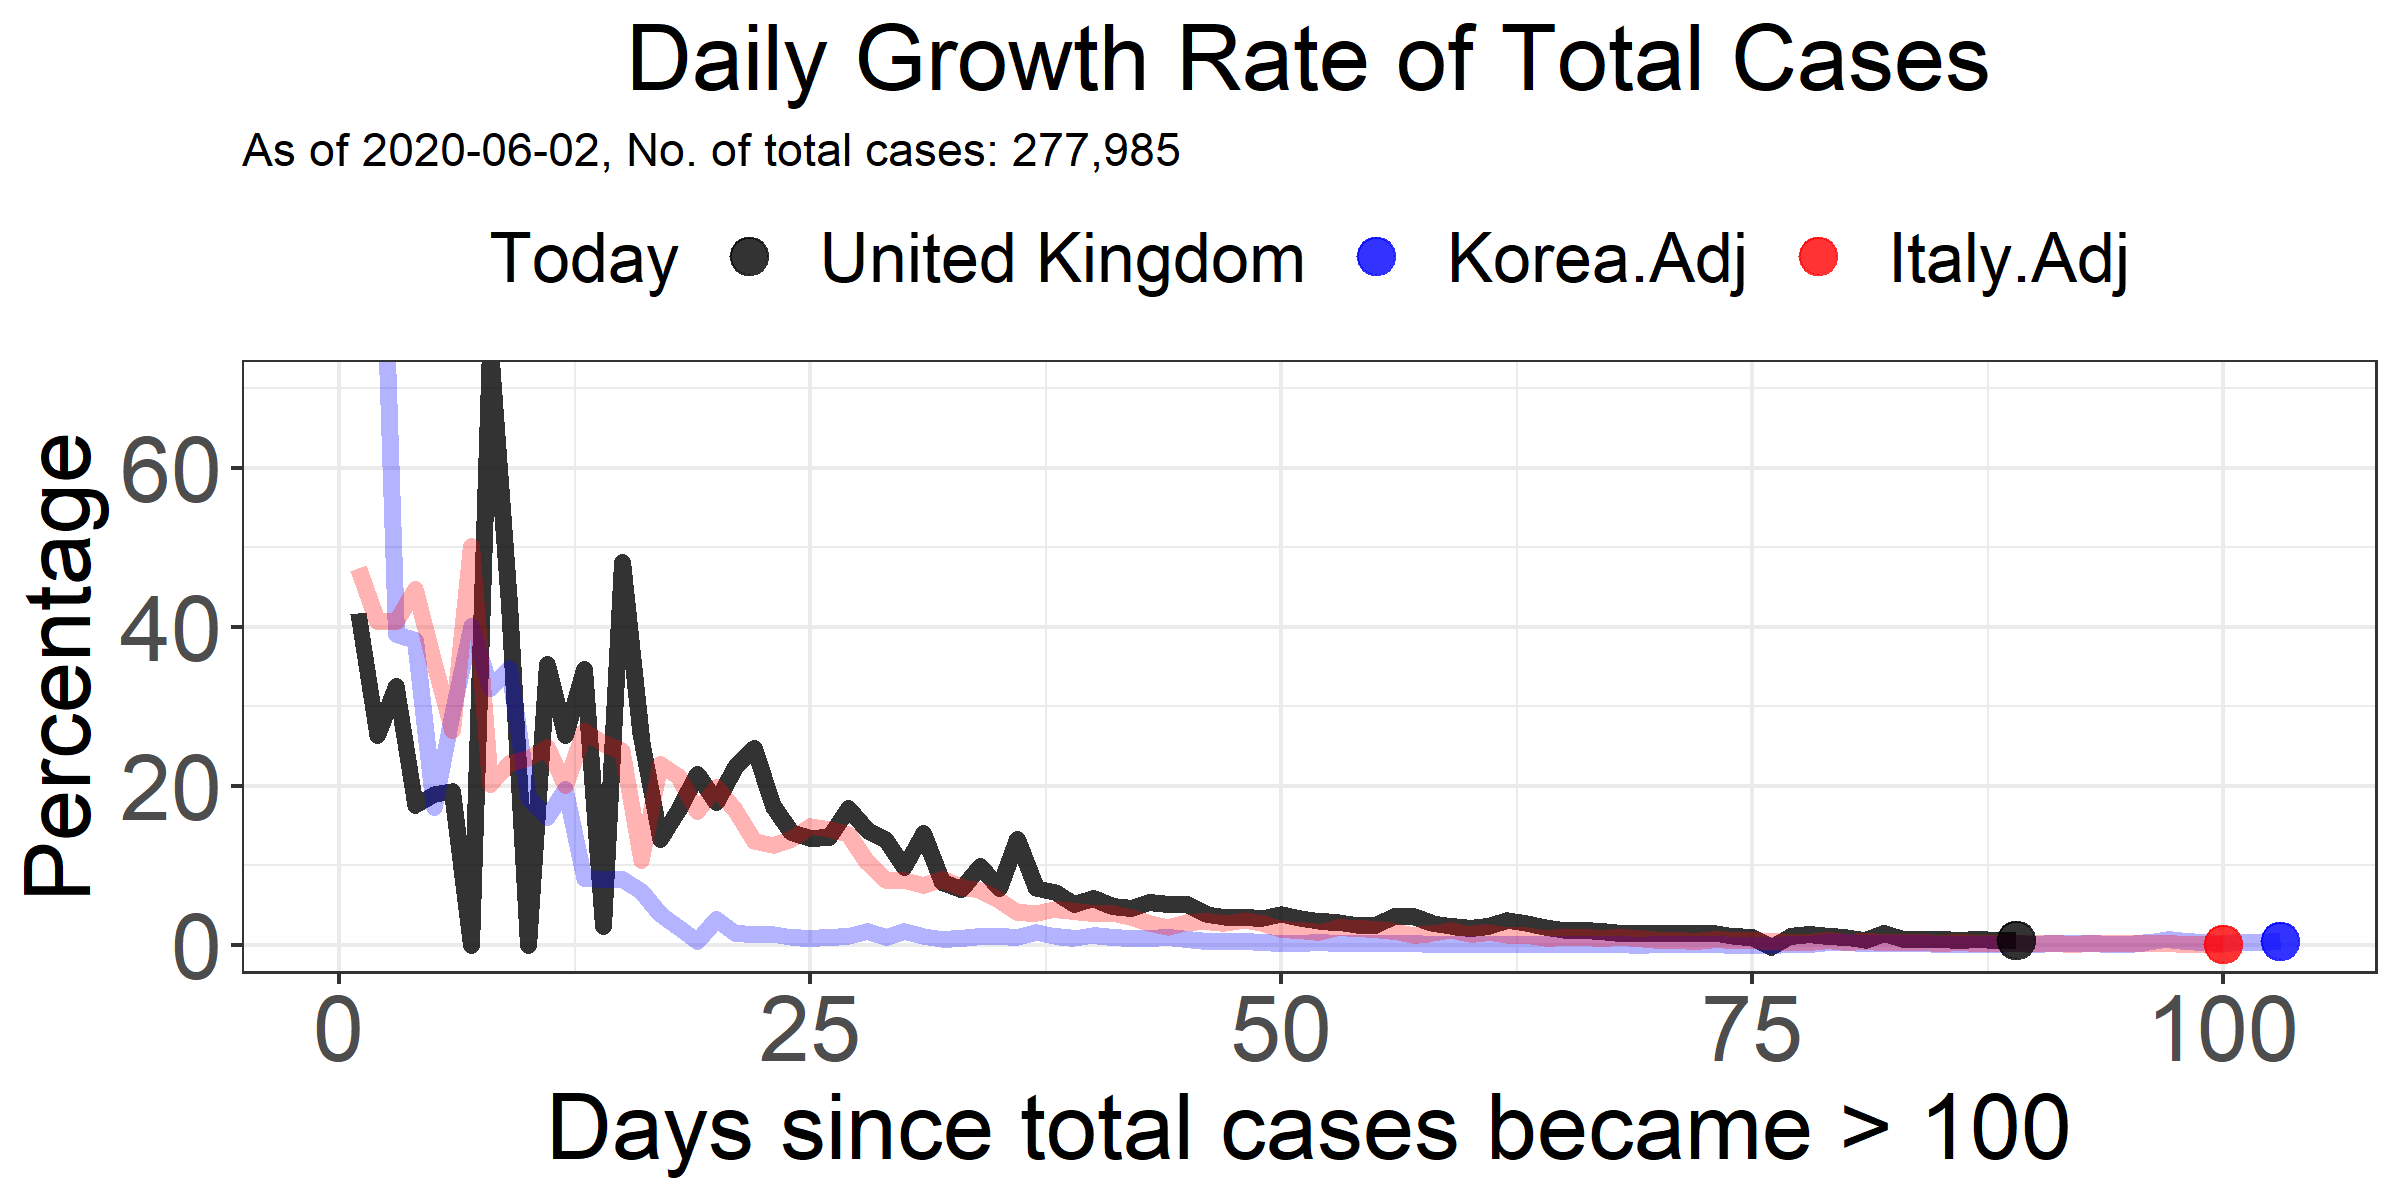 Daily Growth Rate of Total Cases
As of 2020-06-02, No. of total cases: 277,985
Today United Kingdom Korea.Adj Italy.Adj
Percentage
60
40
20
0
0 25 50 75 100
Days since total cases became > 100